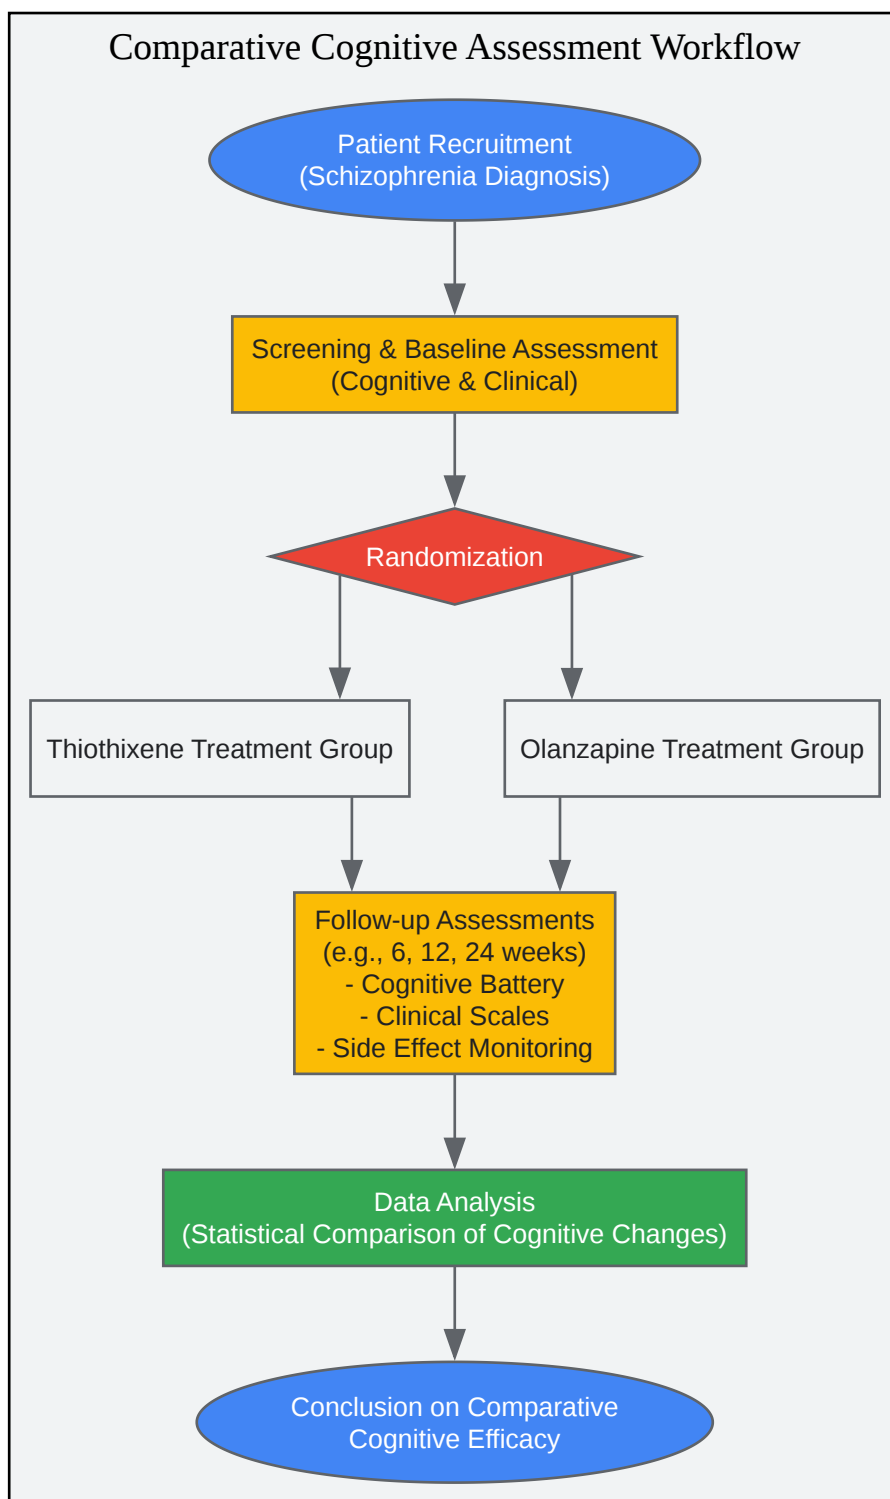 Comparative Cognitive Assessment Workflow
Patient Recruitment
(Schizophrenia Diagnosis)
Screening & Baseline Assessment
(Cognitive & Clinical)
Randomization
Thiothixene Treatment Group
Olanzapine Treatment Group
Follow-up Assessments
(e.g., 6, 12, 24 weeks)
- Cognitive Battery
- Clinical Scales
- Side Effect Monitoring
Data Analysis
(Statistical Comparison of Cognitive Changes)
Conclusion on Comparative
Cognitive Efficacy